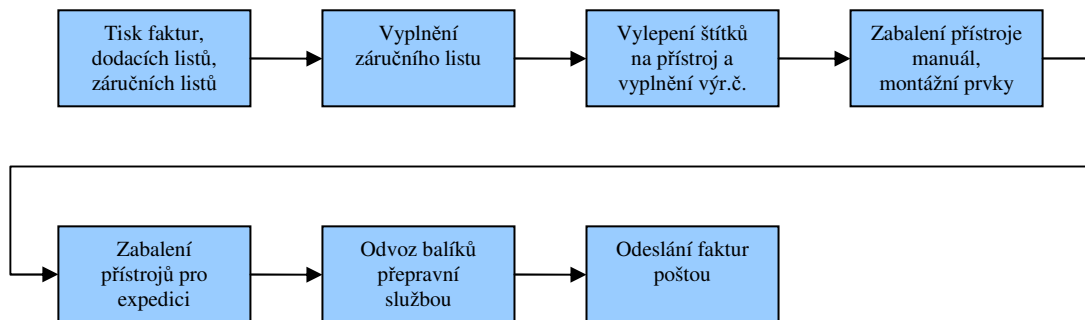 Tisk faktur,
dodacích listů,
záručních listů
Vyplnění
záručního listu
Vylepení štítků
na přístroj a
vyplnění výr.č.
Zabalení přístroje
manuál,
montážní prvky
Zabalení
přístrojů pro
expedici
Odvoz balíků
přepravní
službou
Odeslání faktur
poštou